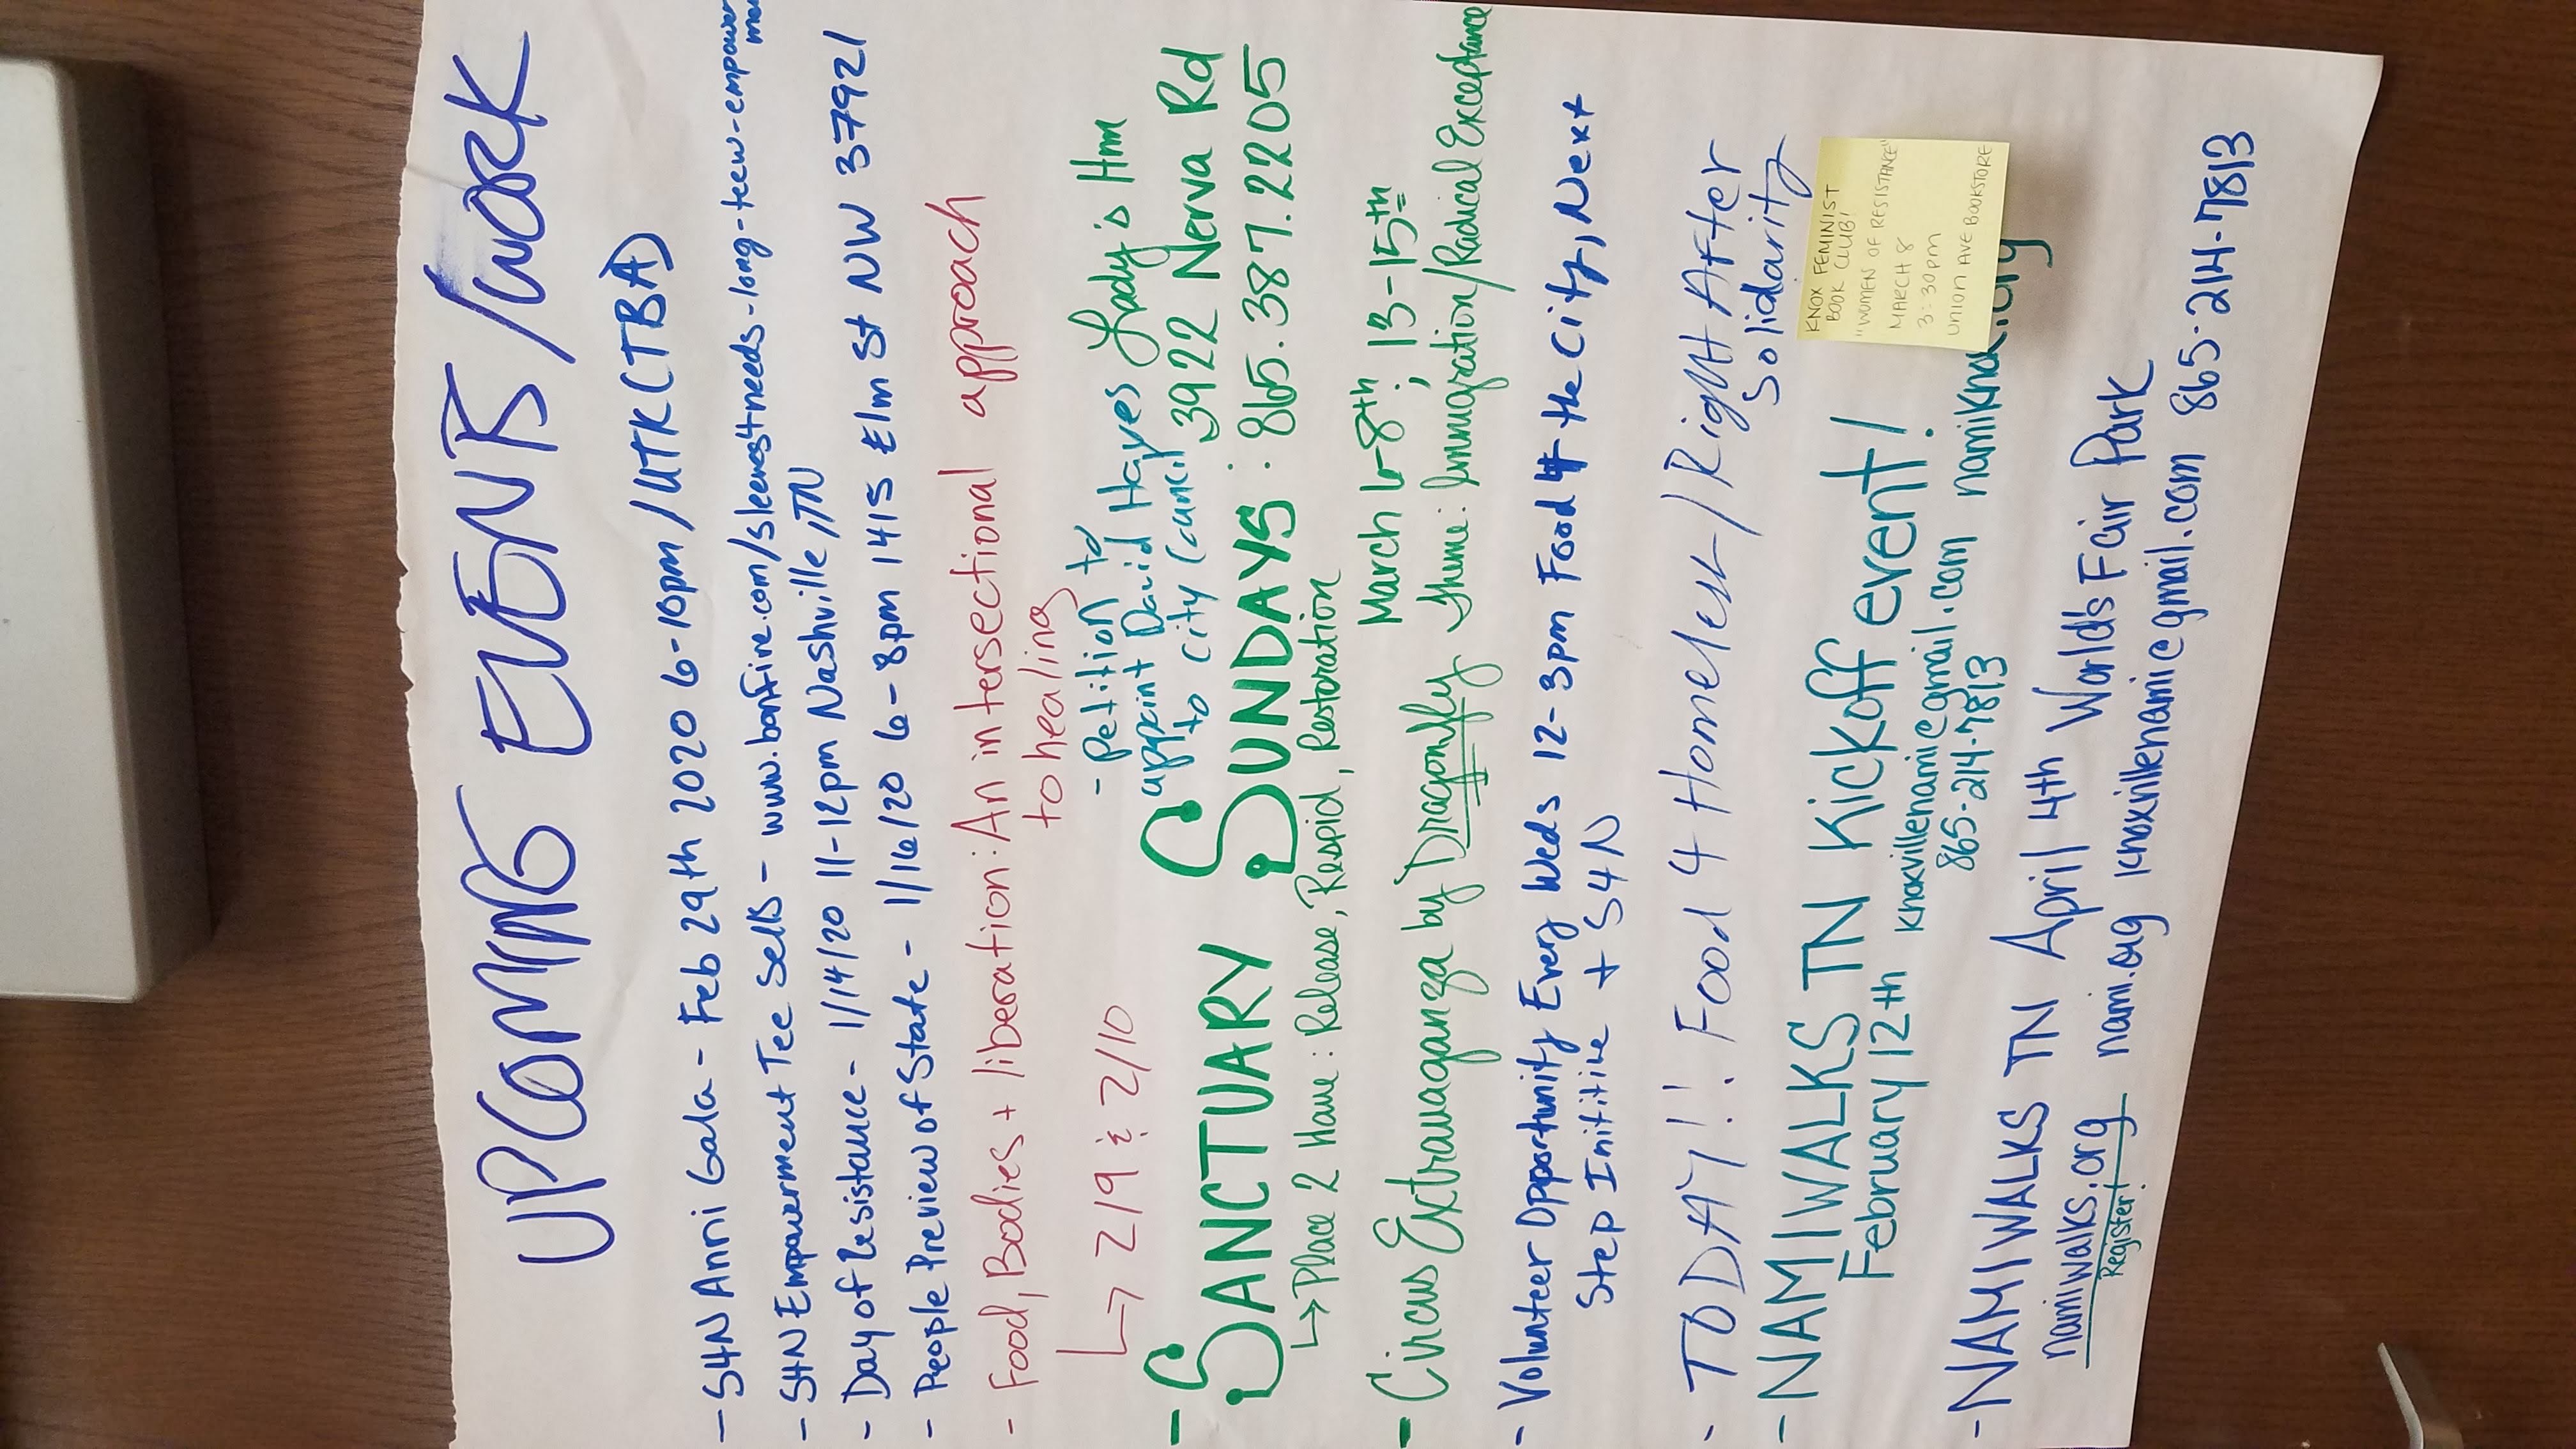 UPCOMING EVENTS/WORK
- S4N Anni Gala - Feb 29th 2020 6-10pm / UTK (TBA)
- S4N Empowerment Tee Sells - www.bonfire.com/sleeves4needs-long-teew-empower
- Day of Resistance - 1/14/20 11-12pm Nashville, TN
- People Preview of State - 1/16/20 6-8pm 1415 Elm St NW 37921
- Food, Bodies + liberation: An intersectional approach
to healing
↳ 2/9 & 2/10
- Petition to
appoint David Hayes
to City Council
Lady's Hmm
3922 Nerva Rd
- SANCTUARY SUNDAYS : 865.387.2205
↳ Place 2 Have: Release, Respid, Restoration
March 6-8th; 13-15th
- Circus Extravaganza by Dragonfly Theme: Immigration/Radical Exceptance
- Volunteer Opportunity Every Weds 12-3pm Food 4 the City, Next
Step Inititive + S4N
- TODAY!! Food 4 Homeless/Right After
Solidarity
- NAMIWALKS TN Kickoff event!
February 12th knoxvillenami@gmail.com
865-214-7813
.org
KNOX FEMINIST
BOOK CLUB!
"WOMEN OF RESISTANCE"
MARCH 8
3:30pm
UNION AVE BOOKSTORE
- NAMIWALKS TN April 4th World's Fair Park
namiwalks.org nami.org knoxvillenami@gmail.com 865-214-7813
Register!